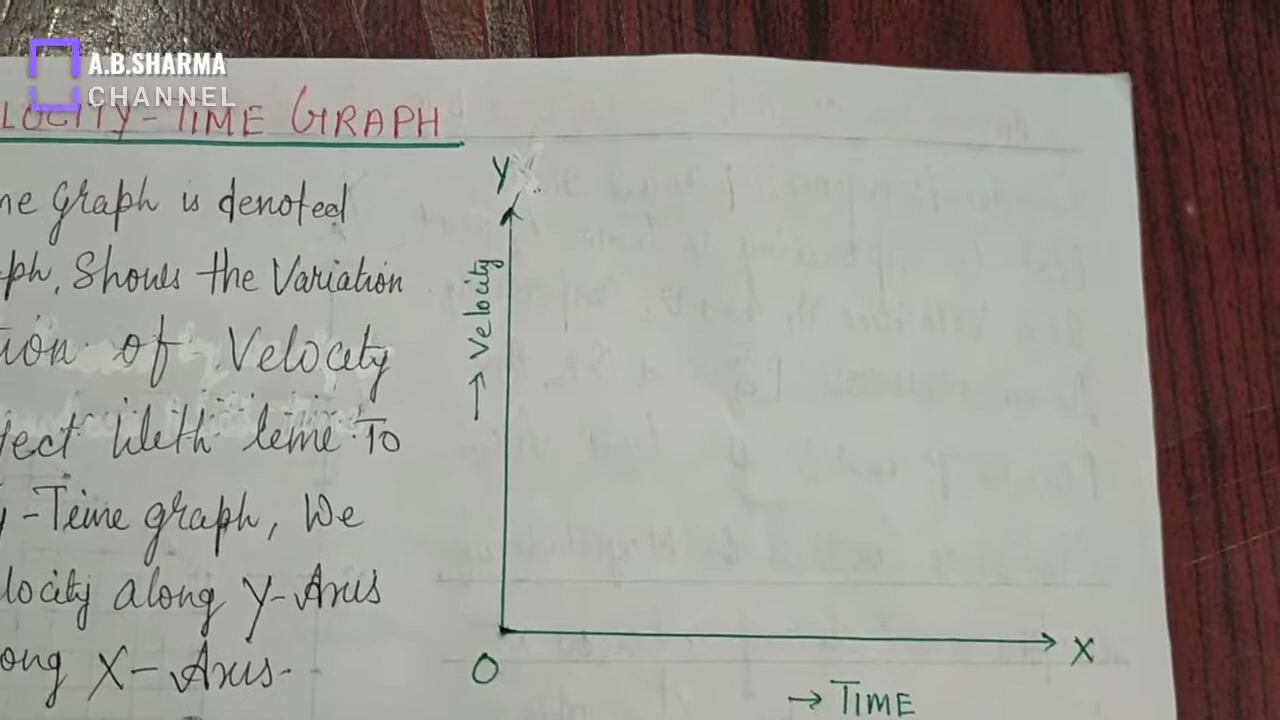 A.B.SHARMA
CHANNEL
LOCITY-TIME GRAPH
me Graph is denoted
ph, Shows the Variation
tion of Velocity
ject with time To
y-Time graph, We
locity along Y-Axis
ong X-Axis-
Y
→ Velocity
O
X
→ TIME